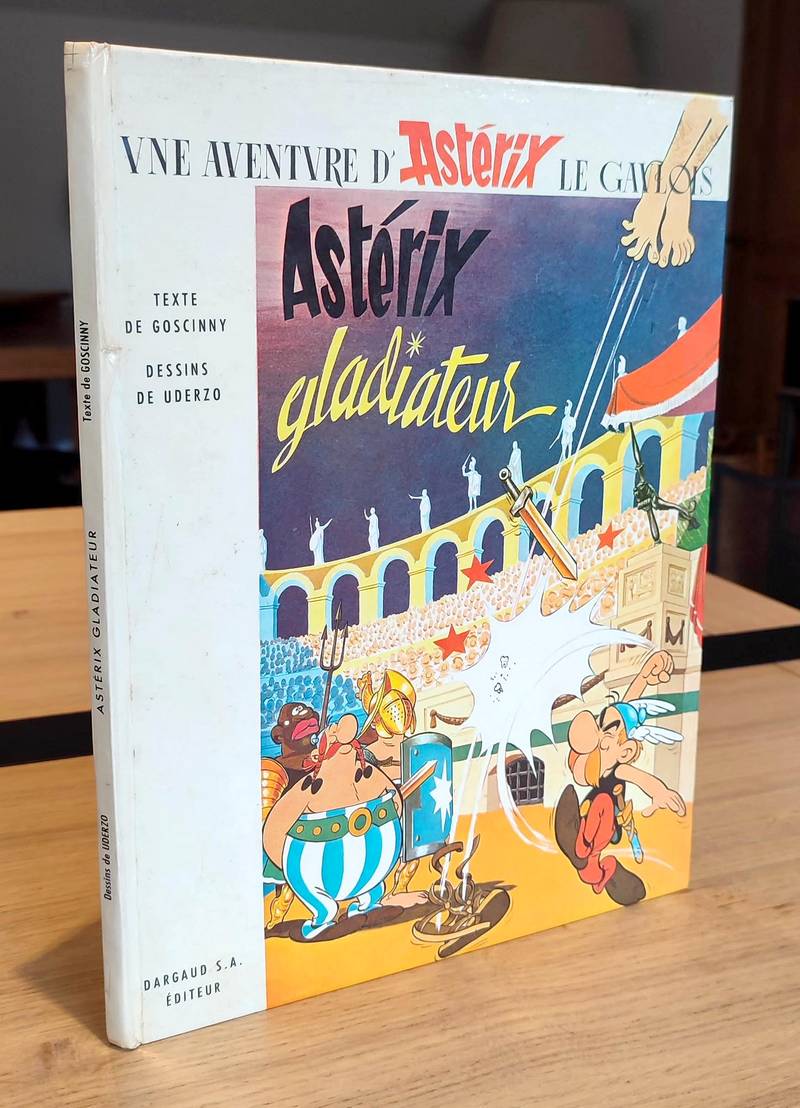 VNE AVENTVRE D'Astérix LE GAVLOIS
Astérix
gladiateur
TEXTE
DE GOSCINNY
DESSINS
DE UDERZO
DARGAUD S.A.
ÉDITEUR
Texte de GOSCINNY
ASTÉRIX GLADIATEUR
Dessins de UDERZO